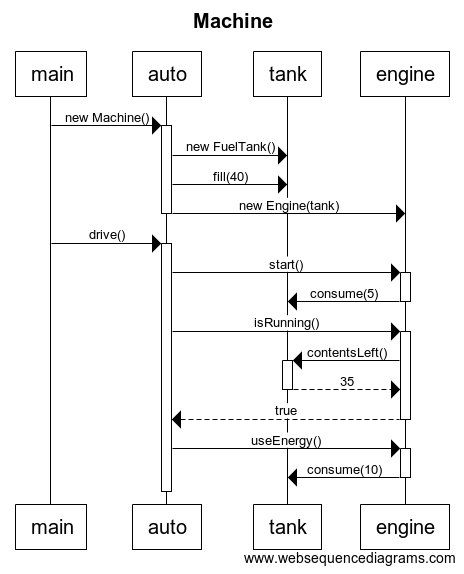 Machine
main
auto
tank
engine
new Machine()
new FuelTank()
fill(40)
new Engine(tank)
drive()
start()
consume(5)
isRunning()
contentsLeft()
35
true
useEnergy()
consume(10)
main
auto
tank
engine
www.websequencediagrams.com